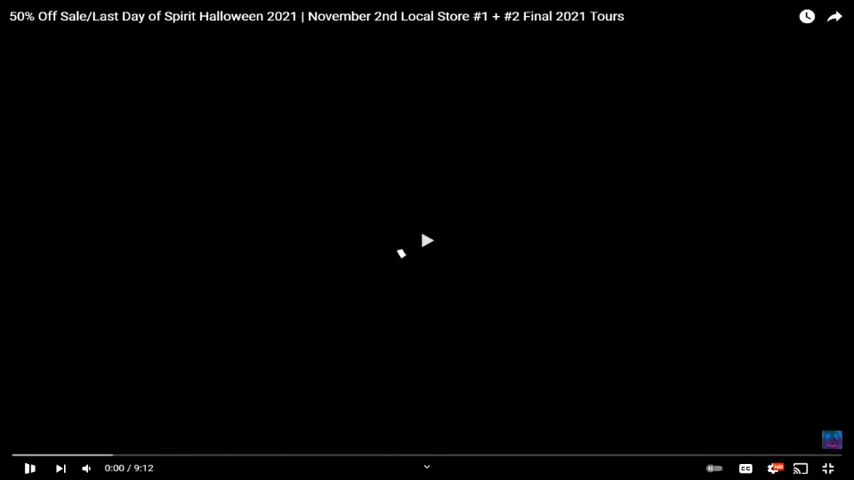 50% Off Sale/Last Day of Spirit Halloween 2021 | November 2nd Local Store #1 + #2 Final 2021 Tours
0:00 / 9:12
CC